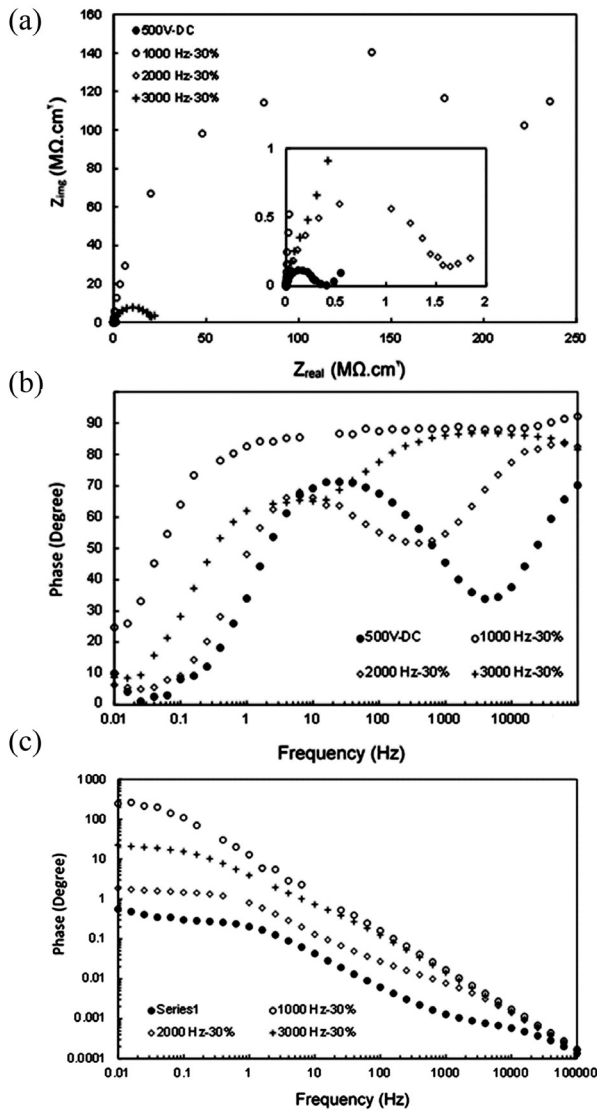 (a)
160
140
120
100
80
60
40
20
0
Zimg (MΩ.cm٢)
●500V-DC
○1000 Hz-30%
◇2000 Hz-30%
+3000 Hz-30%
1
0.5
0
0 0.5 1 1.5 2
0 50 100 150 200 250
Zreal (MΩ.cm٢)
(b)
90
80
70
60
50
40
30
20
10
0
Phase (Degree)
●500V-DC ○1000 Hz-30%
◇2000 Hz-30% +3000 Hz-30%
0.01 0.1 1 10 100 1000 10000
Frequency (Hz)
(c)
1000
100
10
1
0.1
0.01
0.001
0.0001
Phase (Degree)
●Series1 ○1000 Hz-30%
◇2000 Hz-30% +3000 Hz-30%
0.01 0.1 1 10 100 1000 10000 100000
Frequency (Hz)